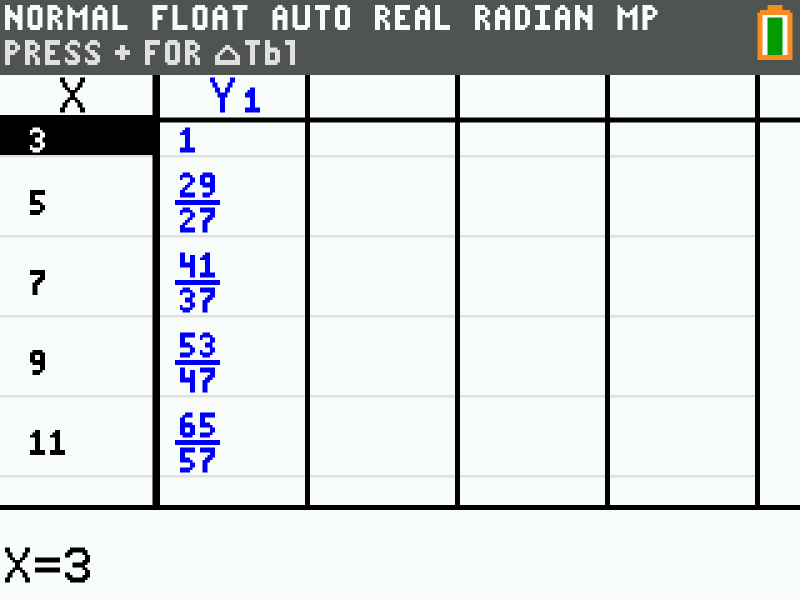 NORMAL FLOAT AUTO REAL RADIAN MP
PRESS + FOR △Tbl
X Y1
3 1
5 29/27
7 41/37
9 53/47
11 65/57
X=3